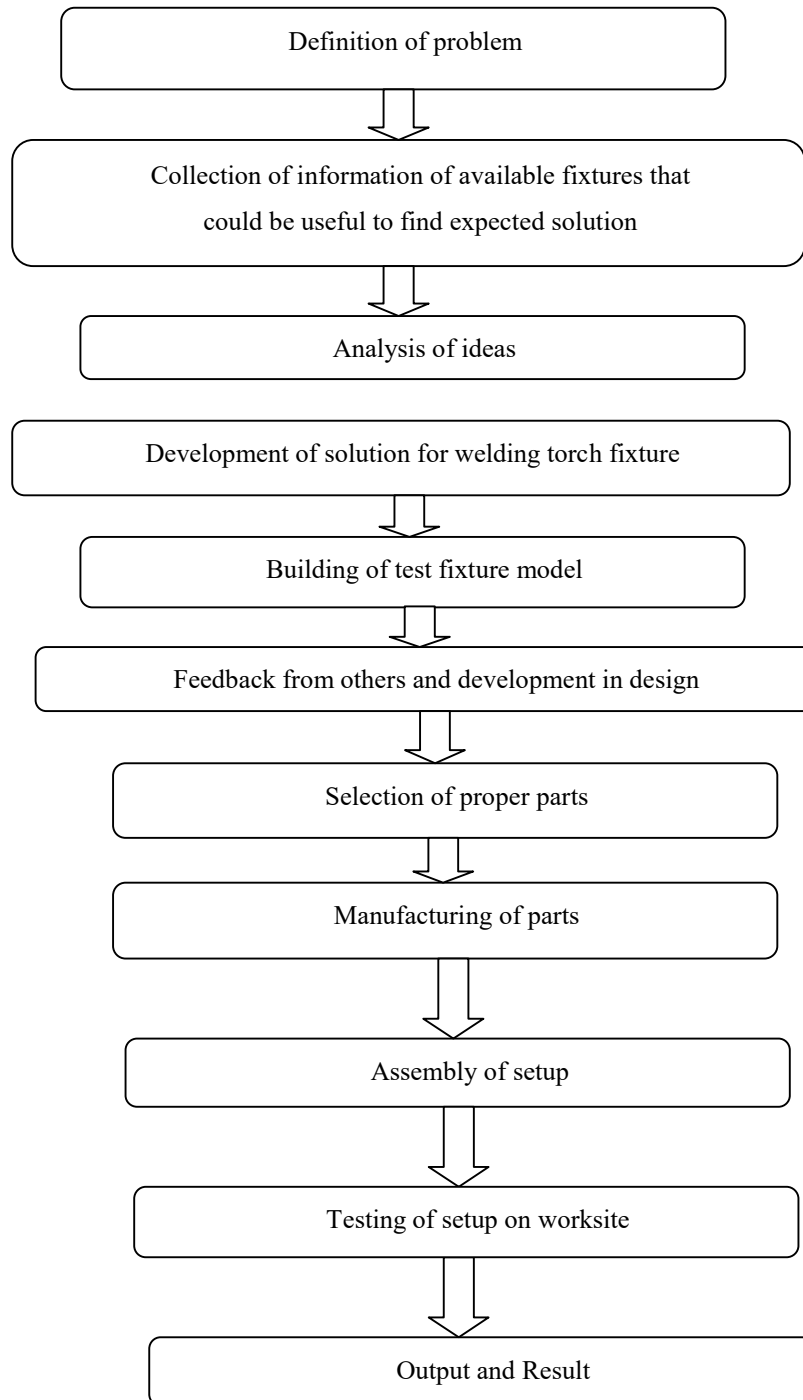 Definition of problem
Collection of information of available fixtures that
could be useful to find expected solution
Analysis of ideas
Development of solution for welding torch fixture
Building of test fixture model
Feedback from others and development in design
Selection of proper parts
Manufacturing of parts
Assembly of setup
Testing of setup on worksite
Output and Result